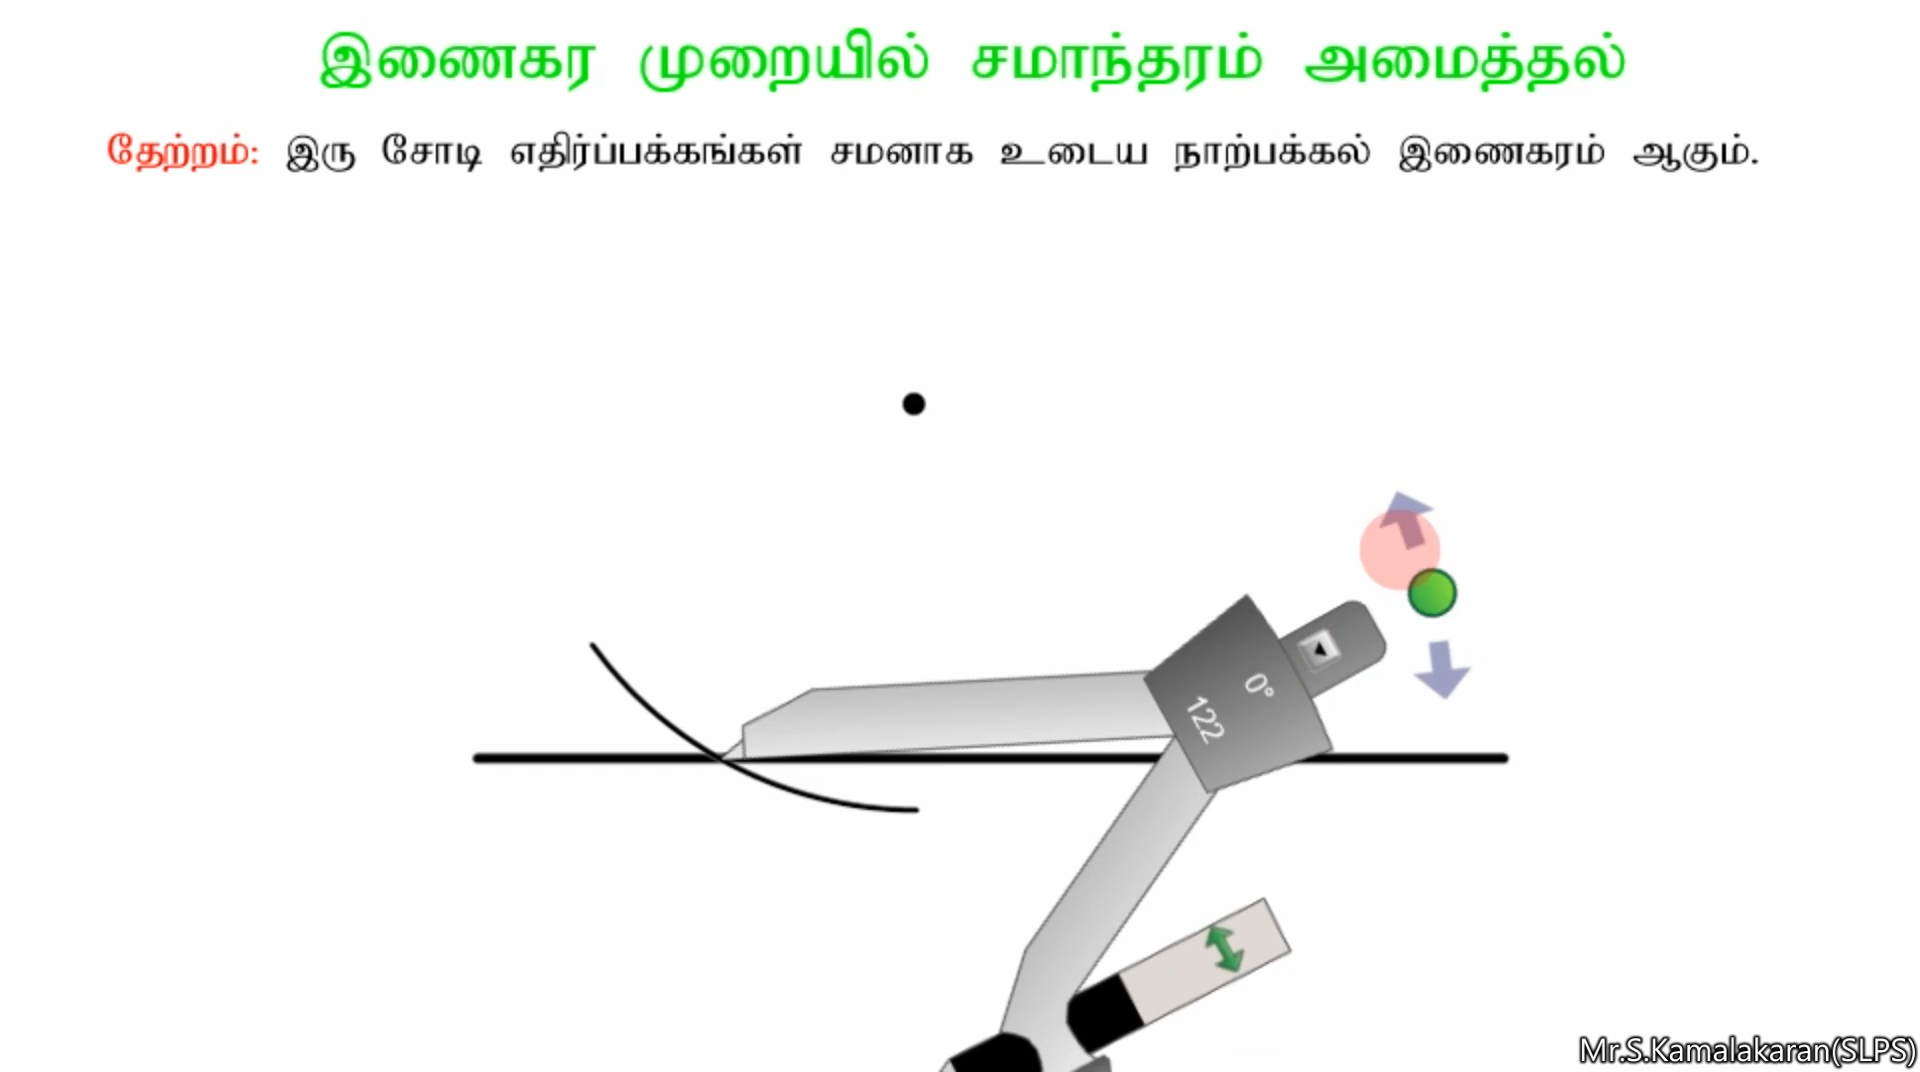 இணைகர முறையில் சமாந்தரம் அமைத்தல்
தேற்றம்: இரு சோடி எதிர்ப்பக்கங்கள் சமனாக உடைய நாற்பக்கல் இணைகரம் ஆகும்.
0°
122
Mr.S.Kamalakaran(SLPS)